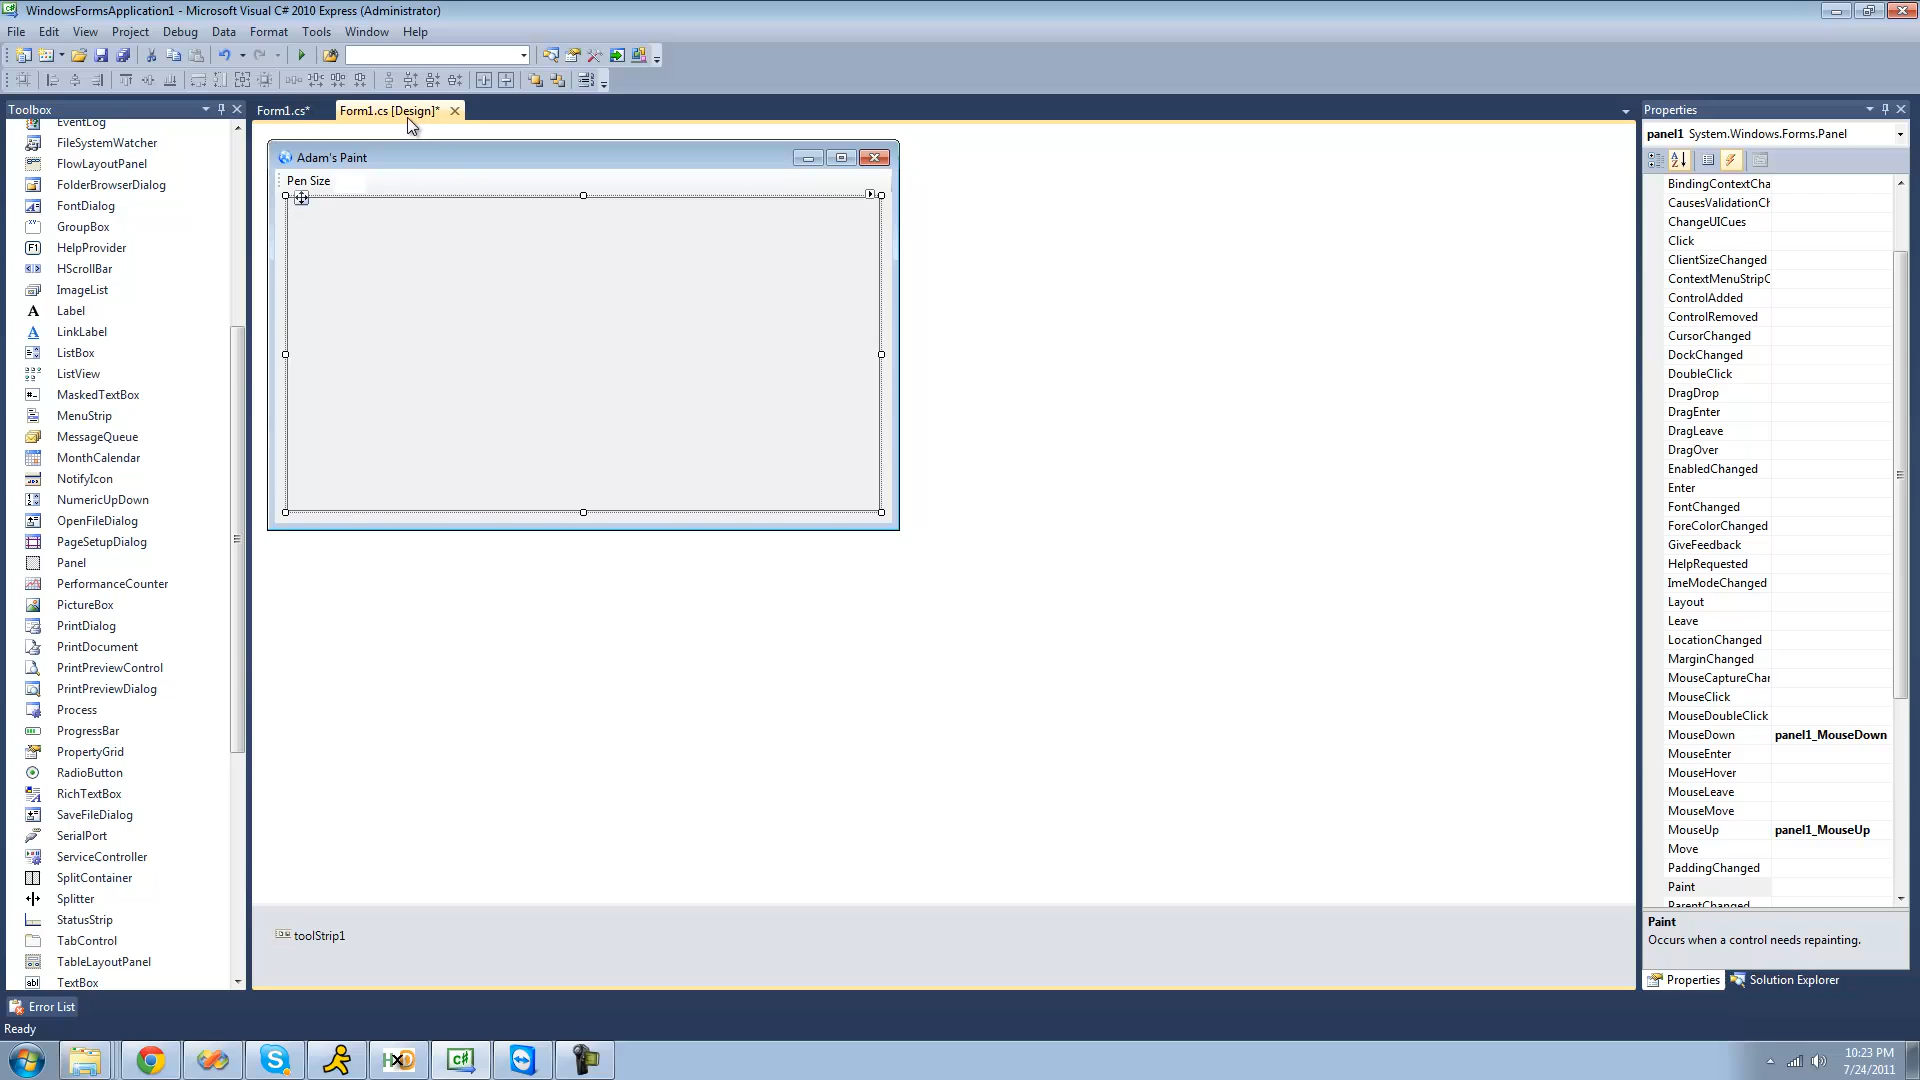 WindowsFormsApplication1 - Microsoft Visual C# 2010 Express (Administrator)
File Edit View Project Debug Data Format Tools Window Help
Toolbox
EventLog
FileSystemWatcher
FlowLayoutPanel
FolderBrowserDialog
FontDialog
GroupBox
HelpProvider
HScrollBar
ImageList
Label
LinkLabel
ListBox
ListView
MaskedTextBox
MenuStrip
MessageQueue
MonthCalendar
NotifyIcon
NumericUpDown
OpenFileDialog
PageSetupDialog
Panel
PerformanceCounter
PictureBox
PrintDialog
PrintDocument
PrintPreviewControl
PrintPreviewDialog
Process
ProgressBar
PropertyGrid
RadioButton
RichTextBox
SaveFileDialog
SerialPort
ServiceController
SplitContainer
Splitter
StatusStrip
TabControl
TableLayoutPanel
TextBox
Form1.cs* Form1.cs [Design]*
Adam's Paint
Pen Size
toolStrip1
Properties
panel1 System.Windows.Forms.Panel
BindingContextCha
CausesValidationCh
ChangeUICues
Click
ClientSizeChanged
ContextMenuStripC
ControlAdded
ControlRemoved
CursorChanged
DockChanged
DoubleClick
DragDrop
DragEnter
DragLeave
DragOver
EnabledChanged
Enter
FontChanged
ForeColorChanged
GiveFeedback
HelpRequested
ImeModeChanged
Layout
Leave
LocationChanged
MarginChanged
MouseCaptureChar
MouseClick
MouseDoubleClick
MouseDown panel1_MouseDown
MouseEnter
MouseHover
MouseLeave
MouseMove
MouseUp panel1_MouseUp
Move
PaddingChanged
Paint
ParentChanged
Paint
Occurs when a control needs repainting.
Properties Solution Explorer
Error List
Ready
10:23 PM
7/24/2011